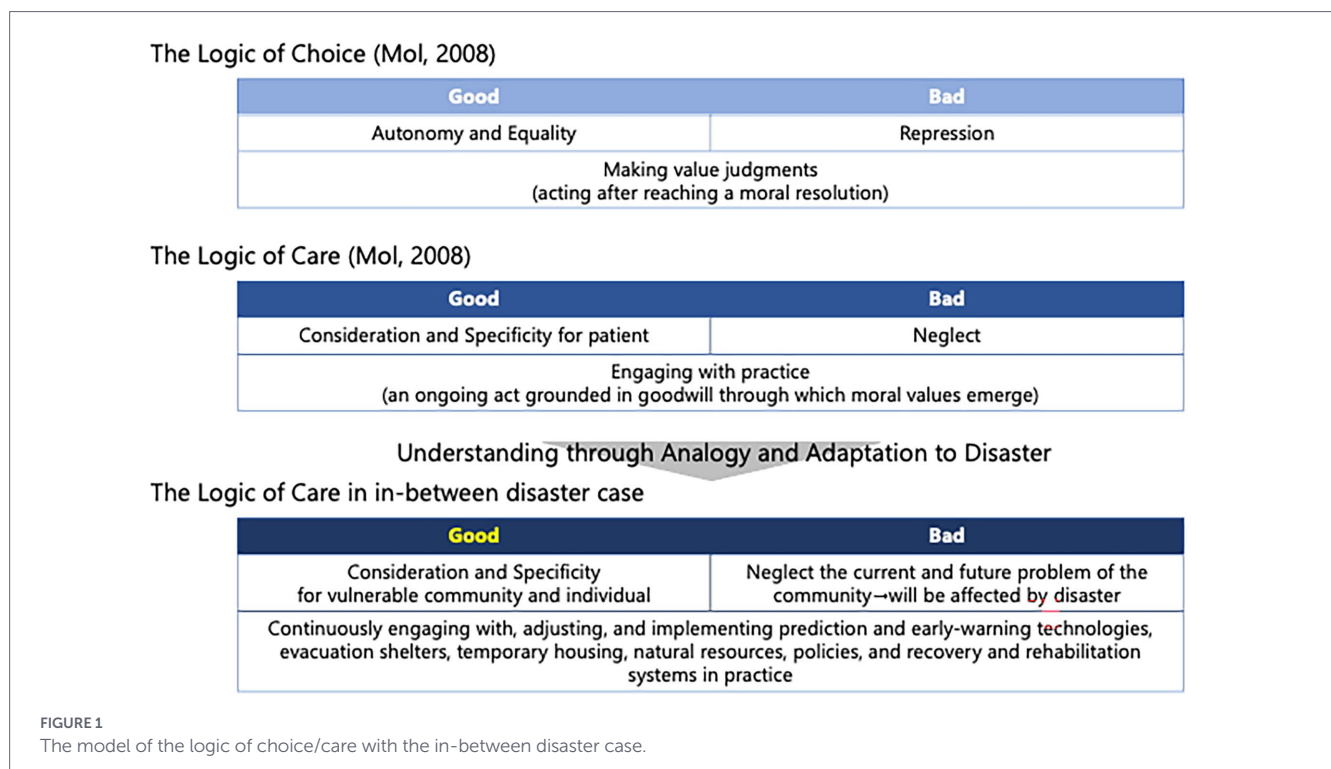 The Logic of Choice (Mol, 2008)
Good Bad
Autonomy and Equality Repression
Making value judgments
(acting after reaching a moral resolution)
The Logic of Care (Mol, 2008)
Good Bad
Consideration and Specificity for patient Neglect
Engaging with practice
(an ongoing act grounded in goodwill through which moral values emerge)
Understanding through Analogy and Adaptation to Disaster
The Logic of Care in in-between disaster case
Good Bad
Consideration and Specificity
for vulnerable community and individual
Neglect the current and future problem of the
community→will be affected by disaster
Continuously engaging with, adjusting, and implementing prediction and early-warning technologies,
evacuation shelters, temporary housing, natural resources, policies, and recovery and rehabilitation
systems in practice
FIGURE 1
The model of the logic of choice/care with the in-between disaster case.